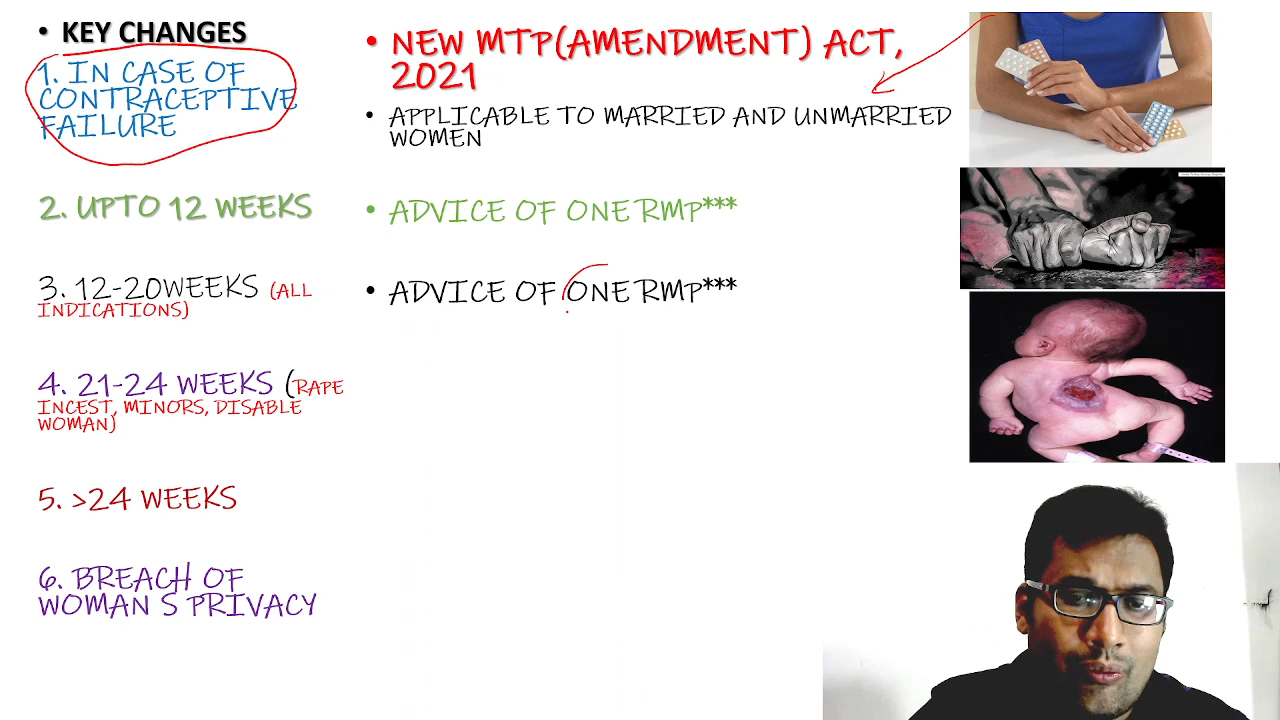 • KEY CHANGES
1. IN CASE OF
CONTRACEPTIVE
FAILURE
2. UPTO 12 WEEKS
3. 12-20WEEKS (ALL
INDICATIONS)
4. 21-24 WEEKS (RAPE
INCEST, MINORS, DISABLE
WOMAN)
5. >24 WEEKS
6. BREACH OF
WOMAN S PRIVACY
• NEW MTP(AMENDMENT) ACT,
2021
• APPLICABLE TO MARRIED AND UNMARRIED
WOMEN
• ADVICE OF ONE RMP***
• ADVICE OF ONE RMP***